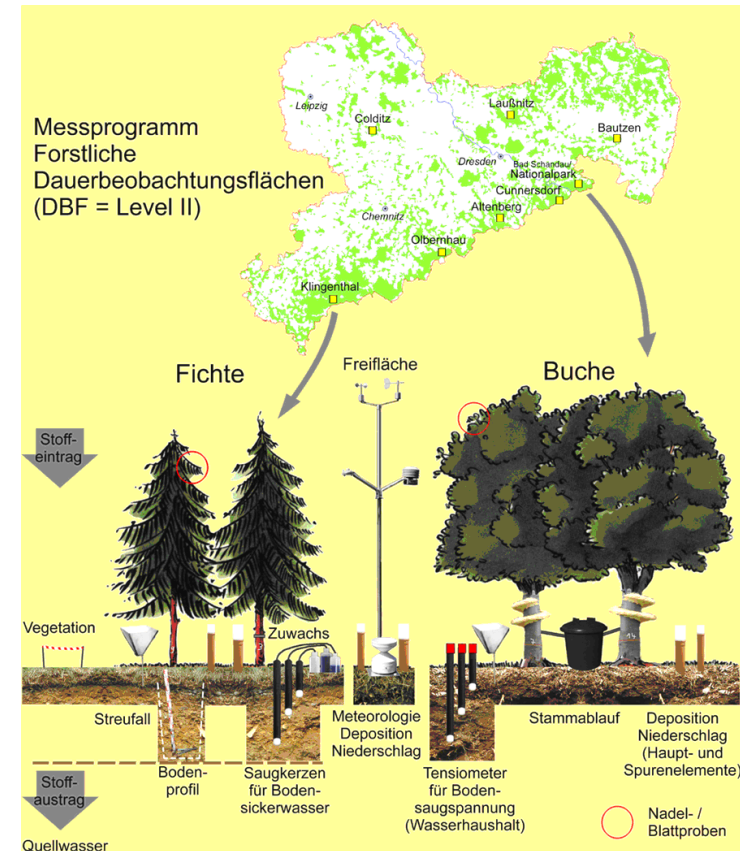 Messprogramm
Forstliche
Dauerbeobachtungsflächen
(DBF = Level II)
Leipzig
Colditz
Laußnitz
Bautzen
Dresden
Bad Schandau/
Nationalpark
Cunnersdorf
Altenberg
Chemnitz
Olbernhau
Klingenthal
Fichte
Freifläche
Buche
Stoff-
eintrag
Vegetation
Zuwachs
Streufall
Boden-
profil
Saugkerzen
für Boden-
sickerwasser
Meteorologie
Deposition
Niederschlag
Tensiometer
für Boden-
saugspannung
(Wasserhaushalt)
Stammablauf
Deposition
Niederschlag
(Haupt- und
Spurenelemente)
Stoff-
austrag
Quellwasser
Nadel- /
Blattproben